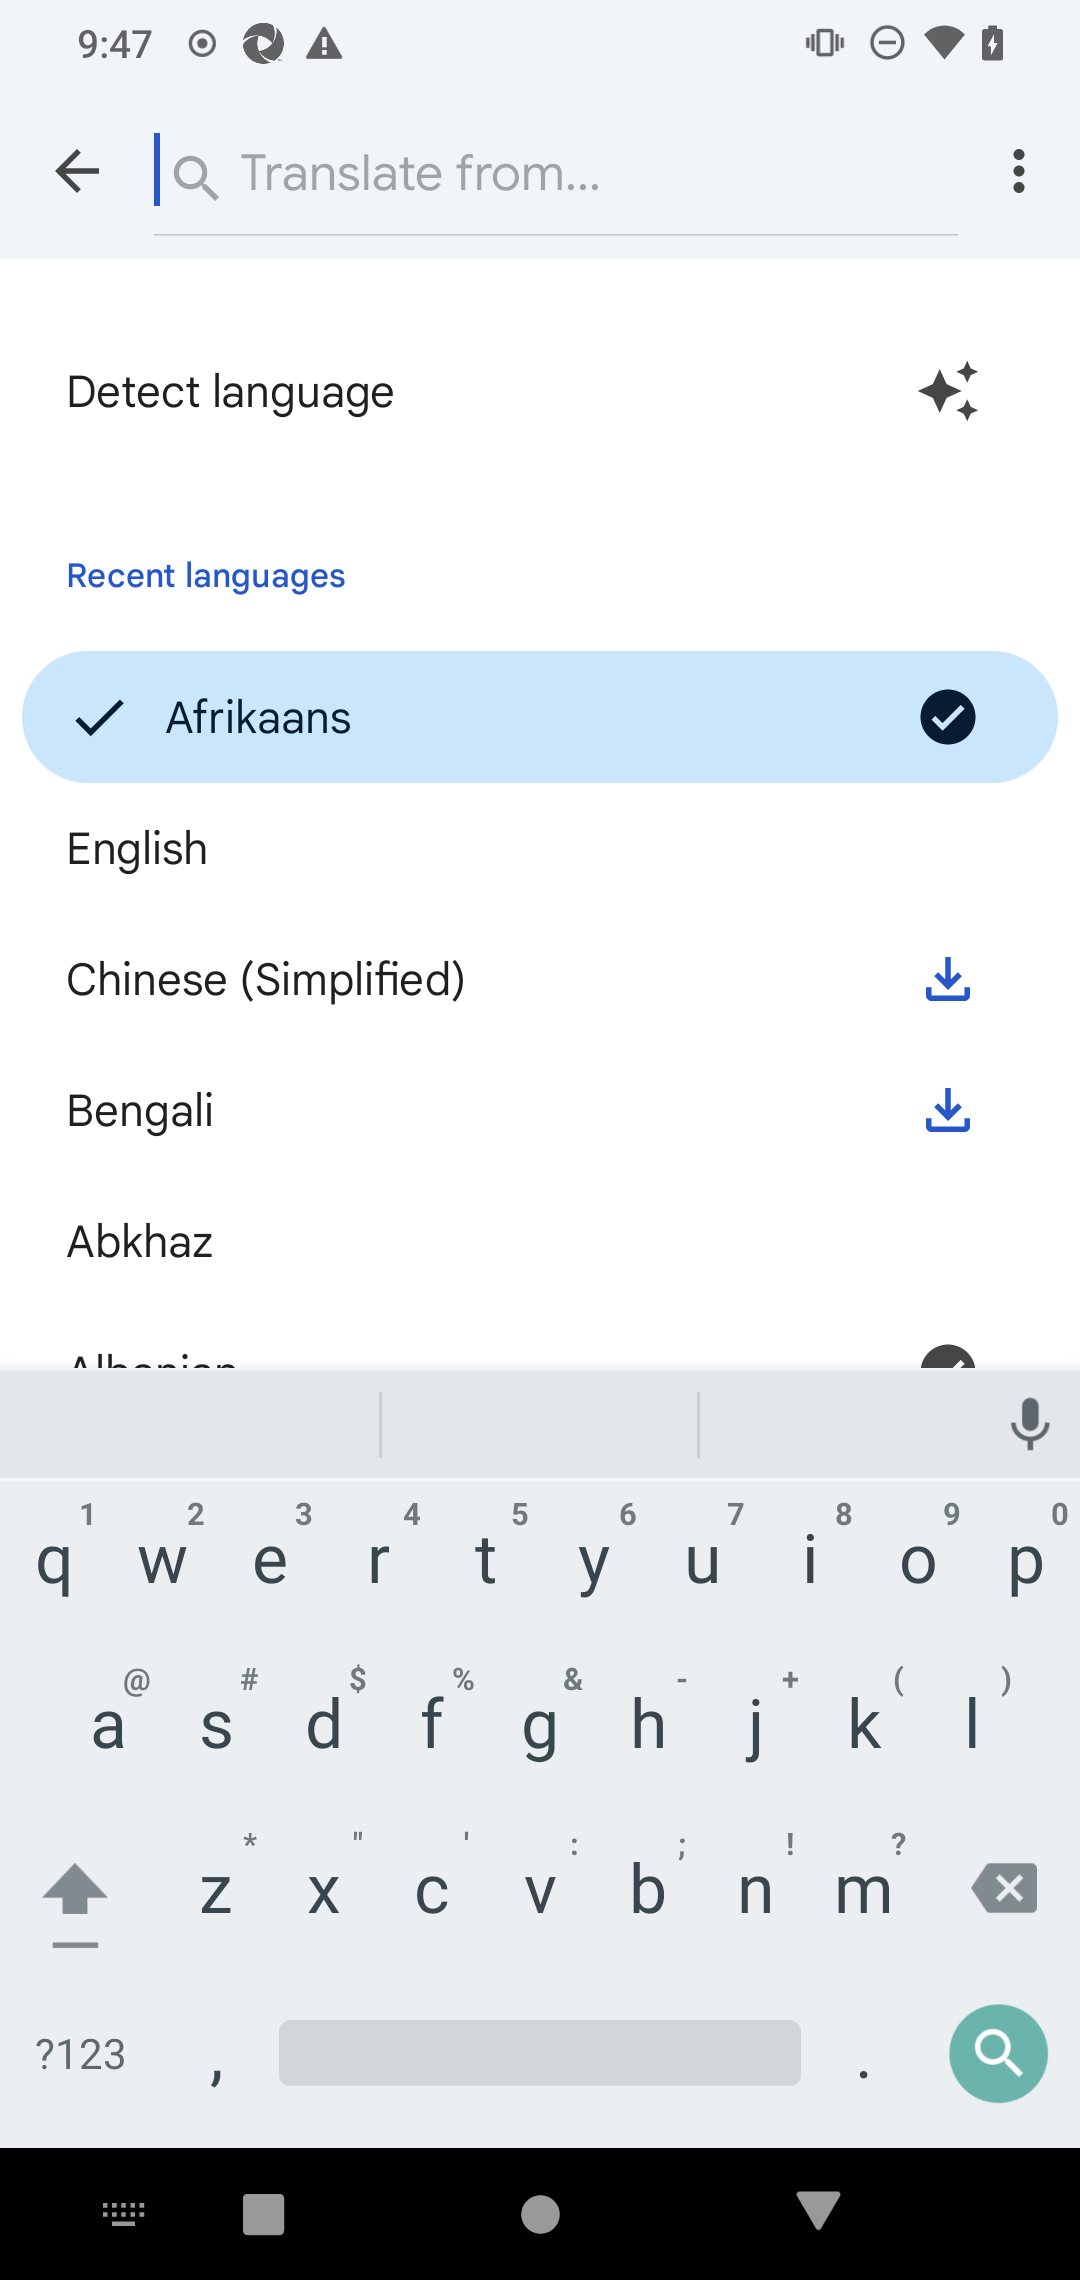 9:47
Translate from...
Detect language
Recent languages
Afrikaans
English
Chinese (Simplified)
Bengali
Abkhaz
Albanian
1 2 3 4 5 6 7 8 9 0
q w e r t y u i o p
@ # $ % & - + ( )
a s d f g h j k l
* " ' : ; ! ?
z x c v b n m
?123 , .